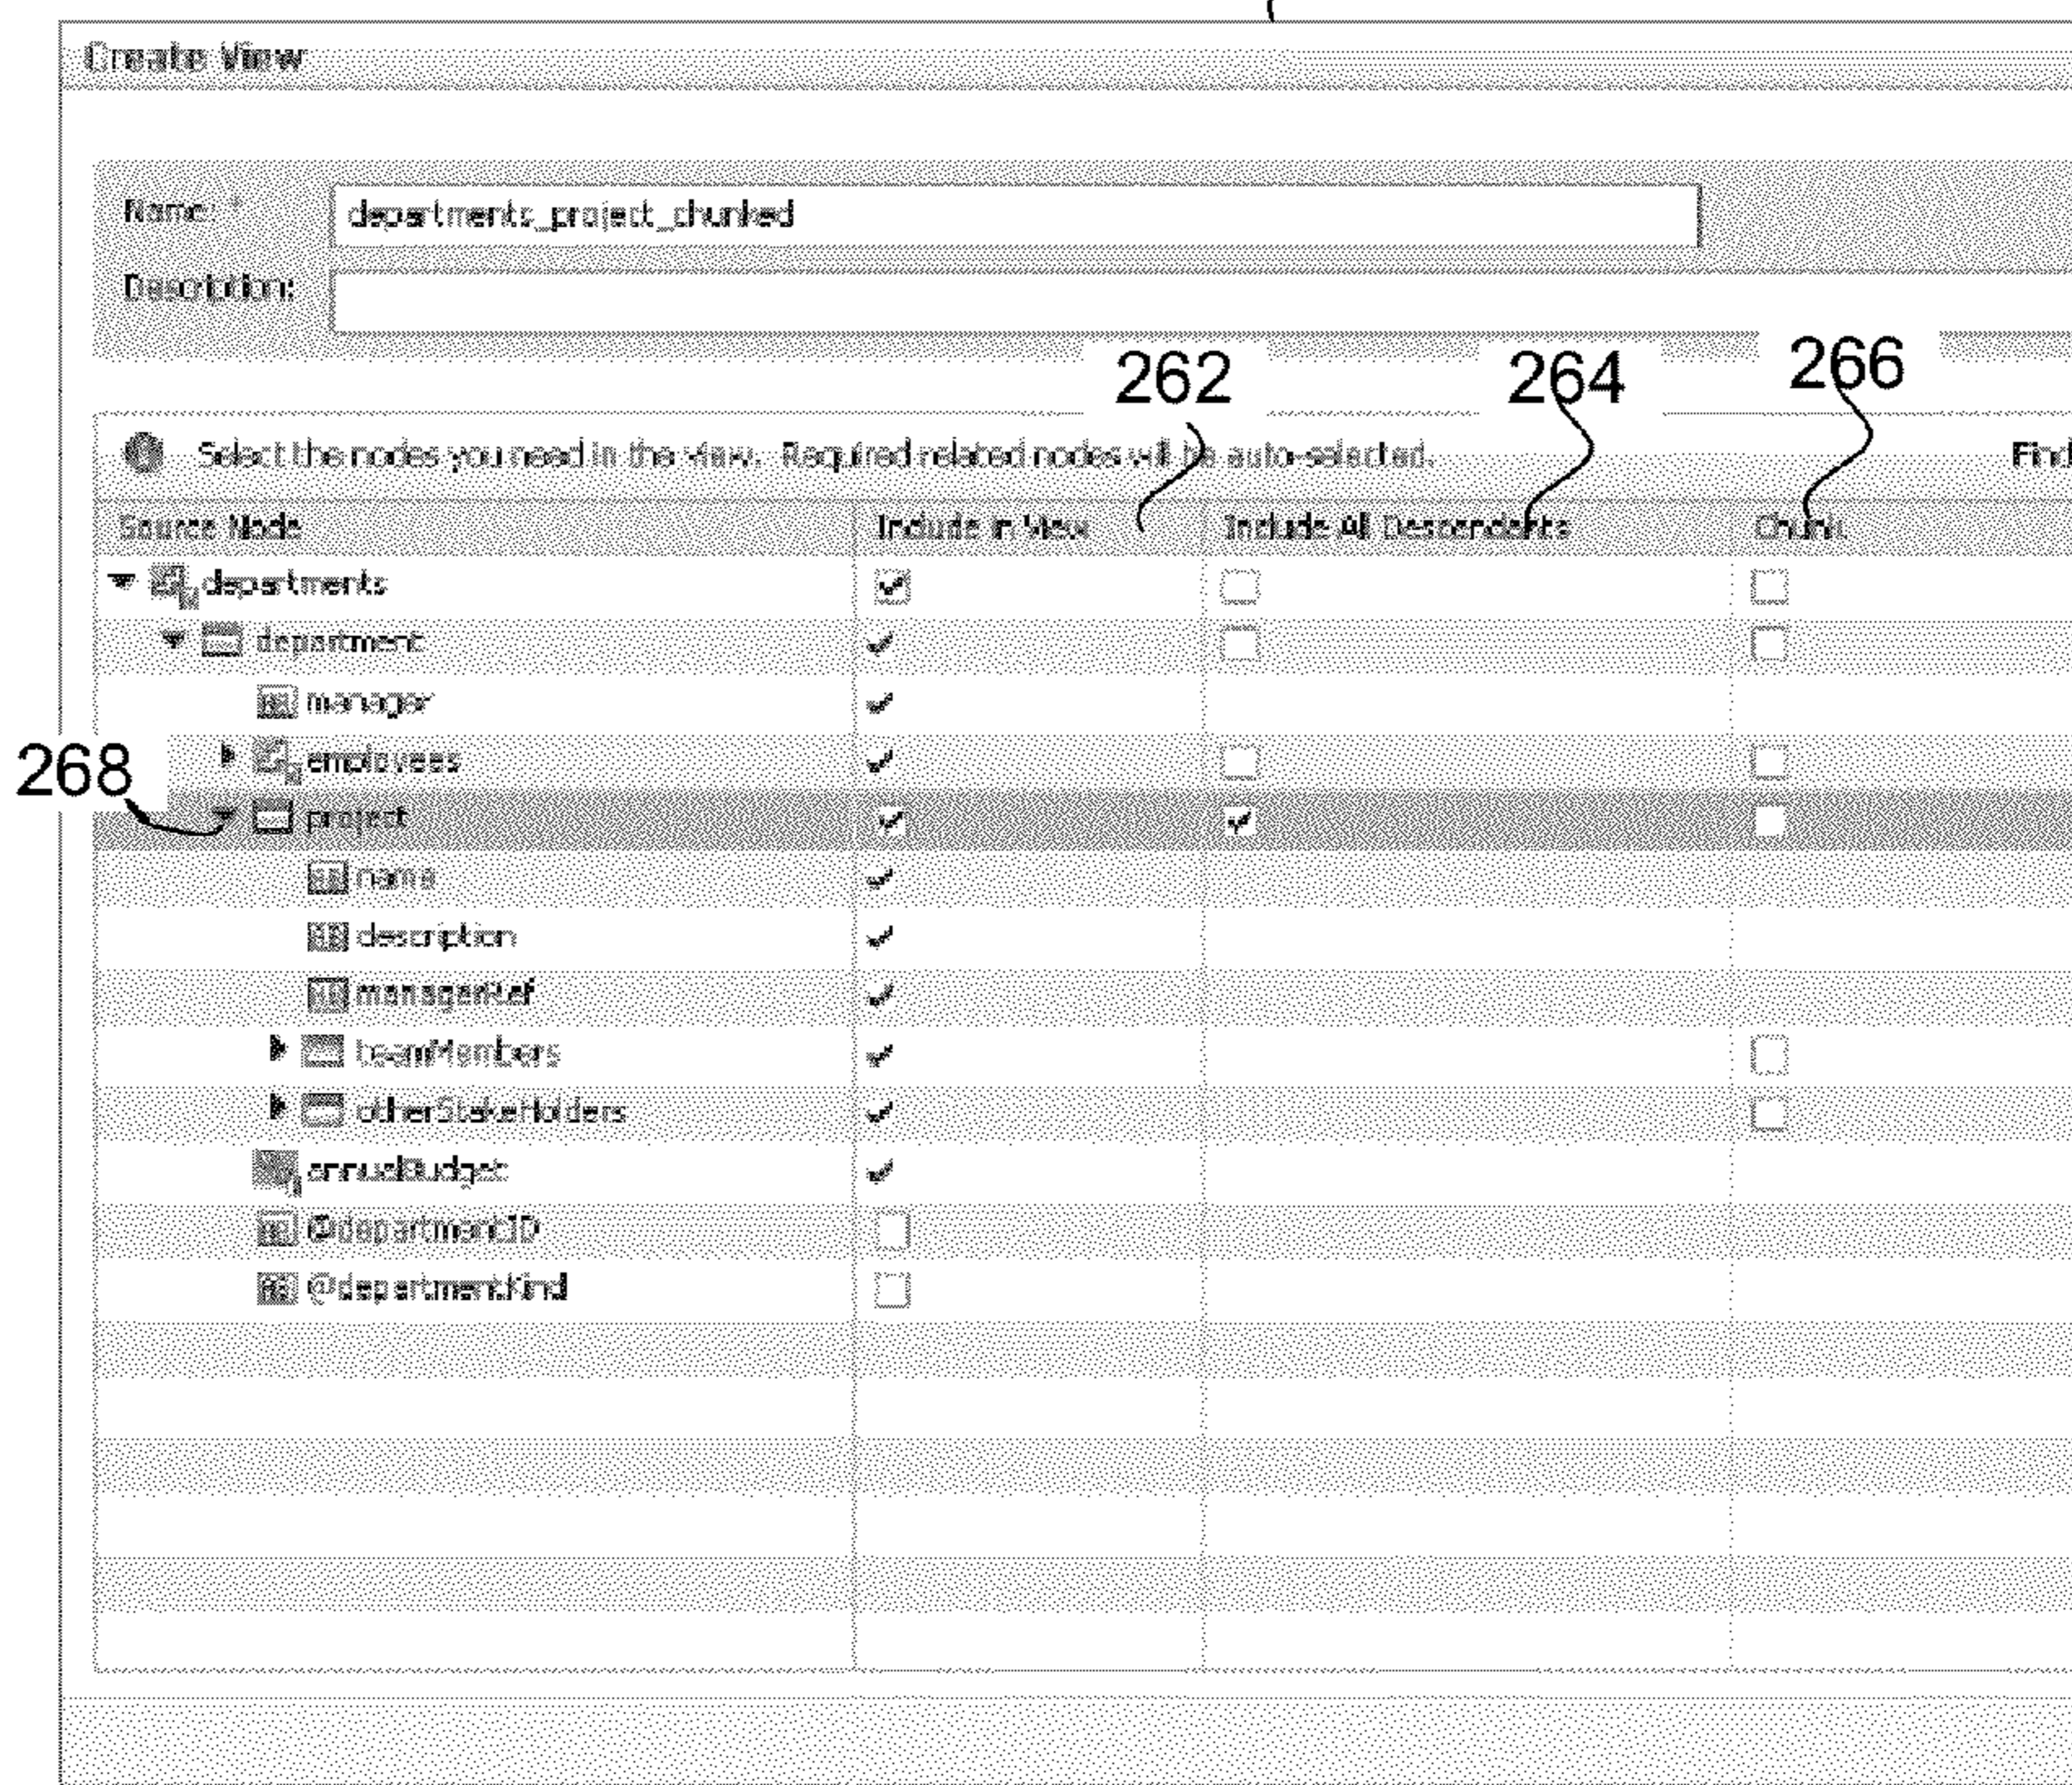 Create View
Name: *
departments_project_chunked
Description:
262
264
266
Select the nodes you need in the view. Required related nodes will be auto-selected.
Find
Source Node
Include in View
Include All Descendents
Chunk
departments
department
manager
employees
268
project
name
description
managerRef
teamMembers
otherStakeHolders
annualBudget
@departmentID
@departmentKind